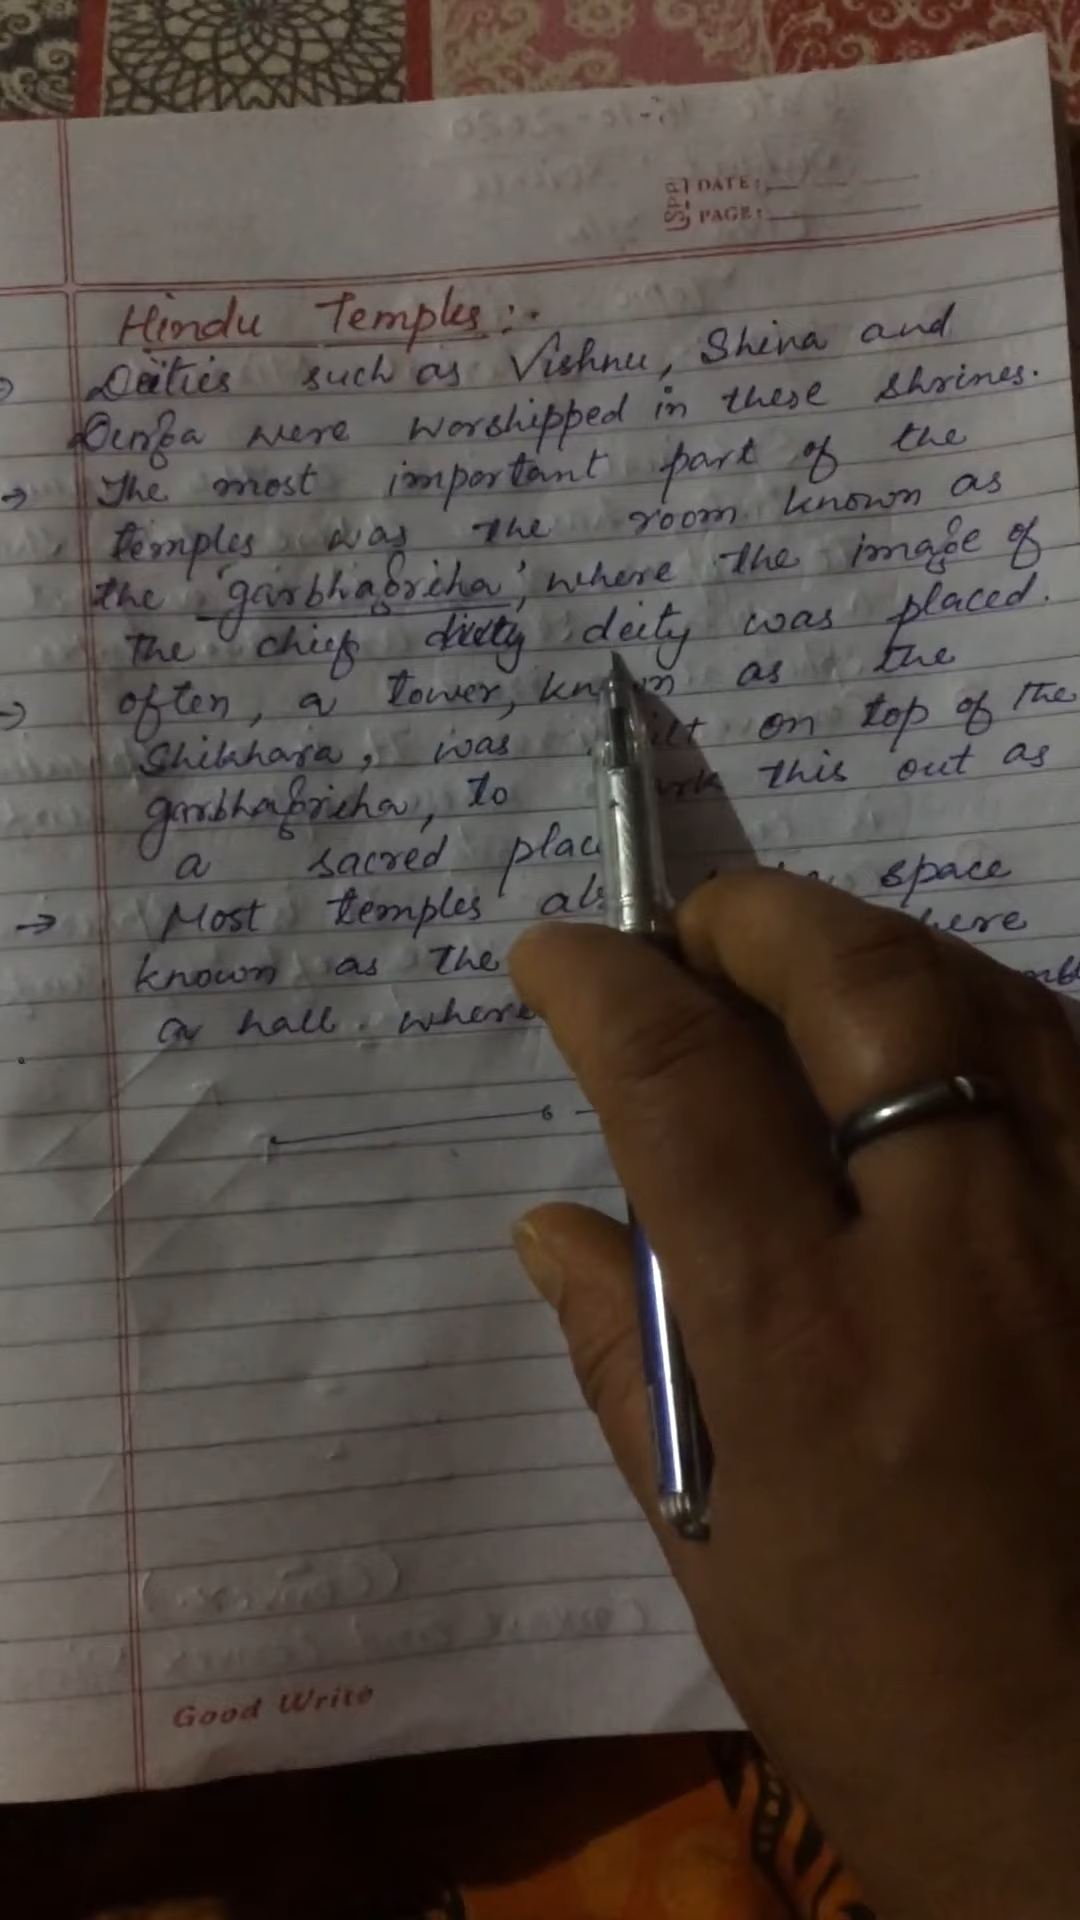 DATE:
PAGE:
Hindu Temples :-
→ Deities such as Vishnu, Shiva and
Durga were worshipped in these shrines.
→ The most important part of the
temples was the room known as
the 'garbhagriha', where the image of
the chief deity was placed.
→ often, a tower, as the
Shikhara, was on top of the
garbhagriha, to this out as
a sacred
→ Most temples space
known as the
a hall where
Good Write